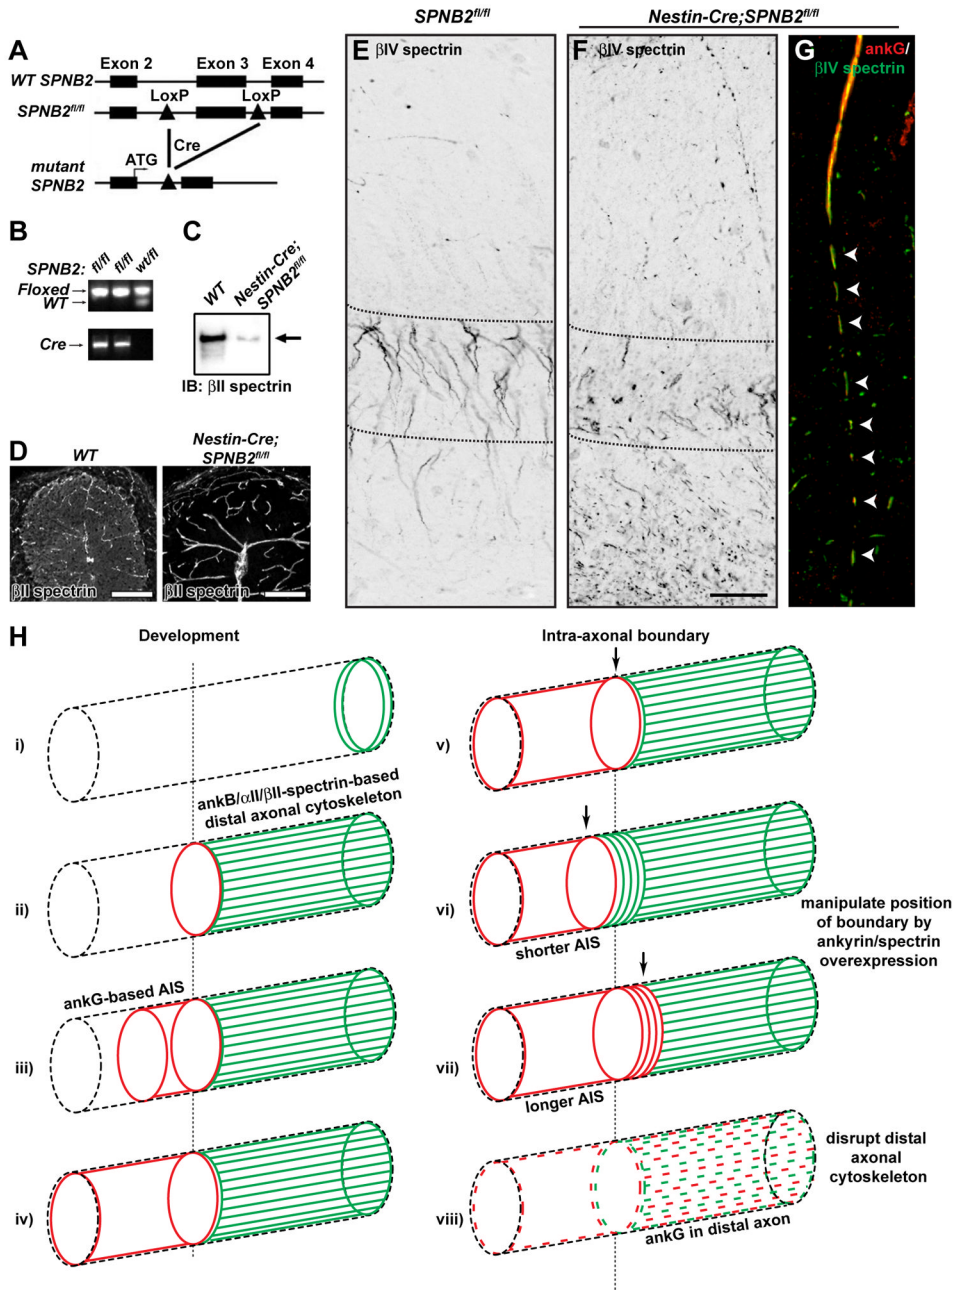 SPNB2fl/fl
Nestin-Cre;SPNB2fl/fl
A
Exon 2 Exon 3 Exon 4
WT SPNB2
LoxP LoxP
SPNB2fl/fl
Cre
mutant
SPNB2
ATG
B
SPNB2: fl/fl fl/fl wt/fl
Floxed
WT
Cre
C
WT
Nestin-Cre;
SPNB2fl/fl
IB: βII spectrin
D
WT
Nestin-Cre;
SPNB2fl/fl
βII spectrin
βII spectrin
E
βIV spectrin
F
βIV spectrin
G
ankG/
βIV spectrin
H
Development
i)
ankB/αII/βII-spectrin-based
distal axonal cytoskeleton
ii)
ankG-based AIS
iii)
iv)
Intra-axonal boundary
v)
vi)
shorter AIS
manipulate position
of boundary by
ankyrin/spectrin
overexpression
vii)
longer AIS
viii)
disrupt distal
axonal
cytoskeleton
ankG in distal axon